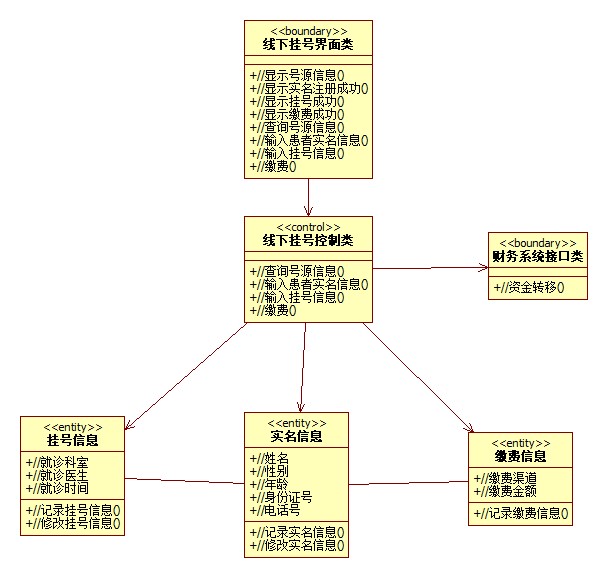 <<boundary>>
线下挂号界面类
+//显示号源信息()
+//显示实名注册成功()
+//显示挂号成功()
+//显示缴费成功()
+//查询号源信息()
+//输入患者实名信息()
+//输入挂号信息()
+//缴费()
<<control>>
线下挂号控制类
+//查询号源信息()
+//输入患者实名信息()
+//输入挂号信息()
+//缴费()
<<boundary>>
财务系统接口类
+//资金转移()
<<entity>>
挂号信息
+//就诊科室
+//就诊医生
+//就诊时间
+//记录挂号信息()
+//修改挂号信息()
<<entity>>
实名信息
+//姓名
+//性别
+//年龄
+//身份证号
+//电话号
+//记录实名信息()
+//修改实名信息()
<<entity>>
缴费信息
+//缴费渠道
+//缴费金额
+//记录缴费信息()